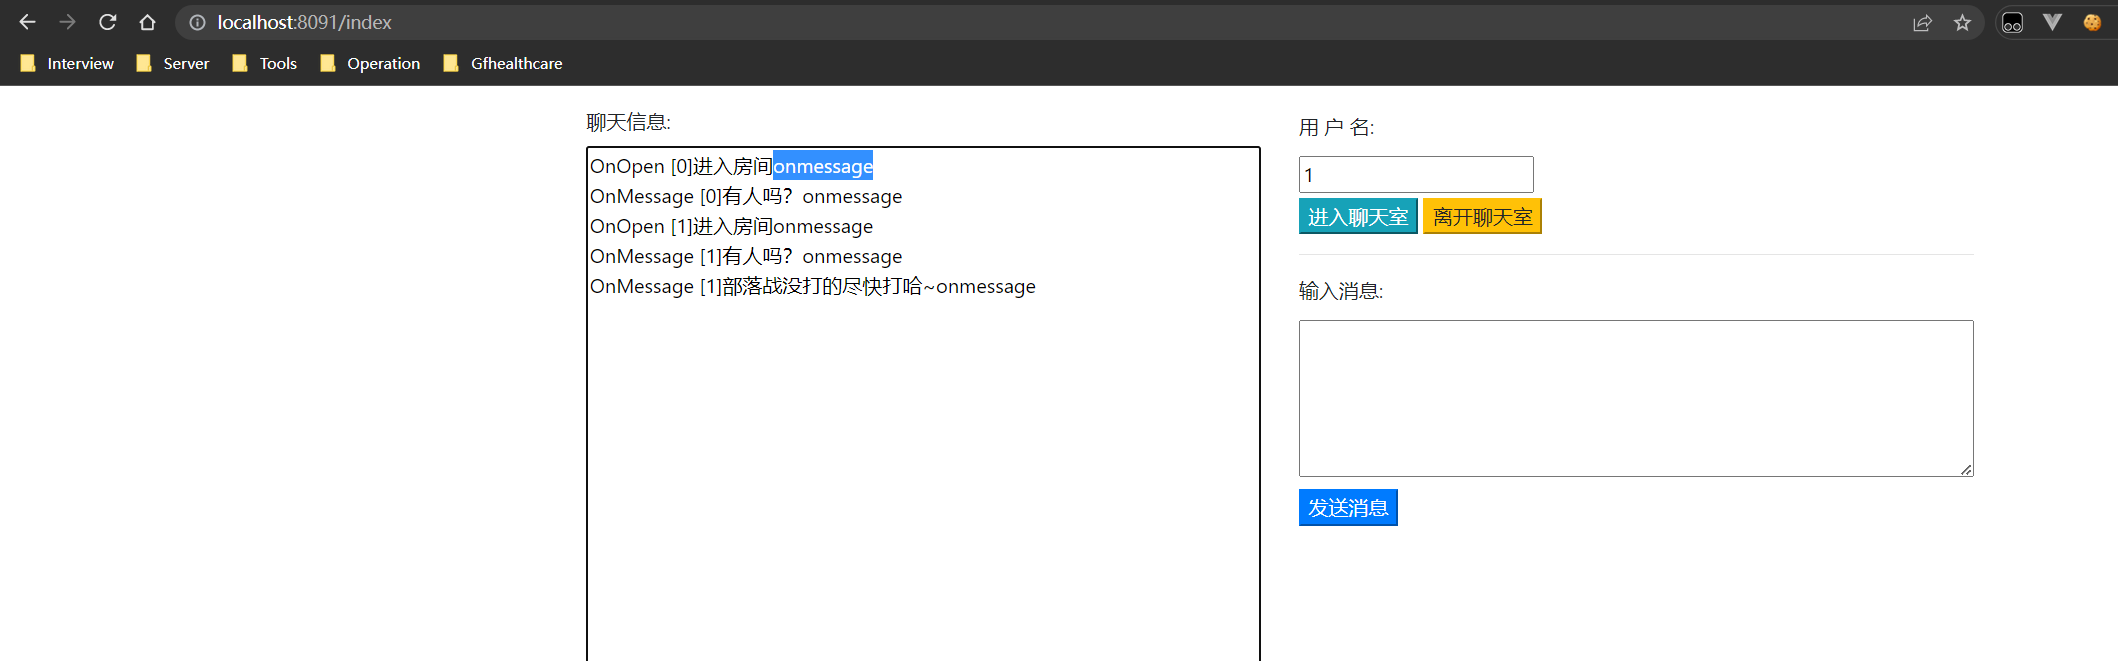 localhost:8091/index
Interview Server Tools Operation Gfhealthcare
聊天信息:
OnOpen [0]进入房间onmessage
OnMessage [0]有人吗？onmessage
OnOpen [1]进入房间onmessage
OnMessage [1]有人吗？onmessage
OnMessage [1]部落战没打的尽快打哈~onmessage
用 户 名:
1
进入聊天室 离开聊天室
输入消息:
发送消息